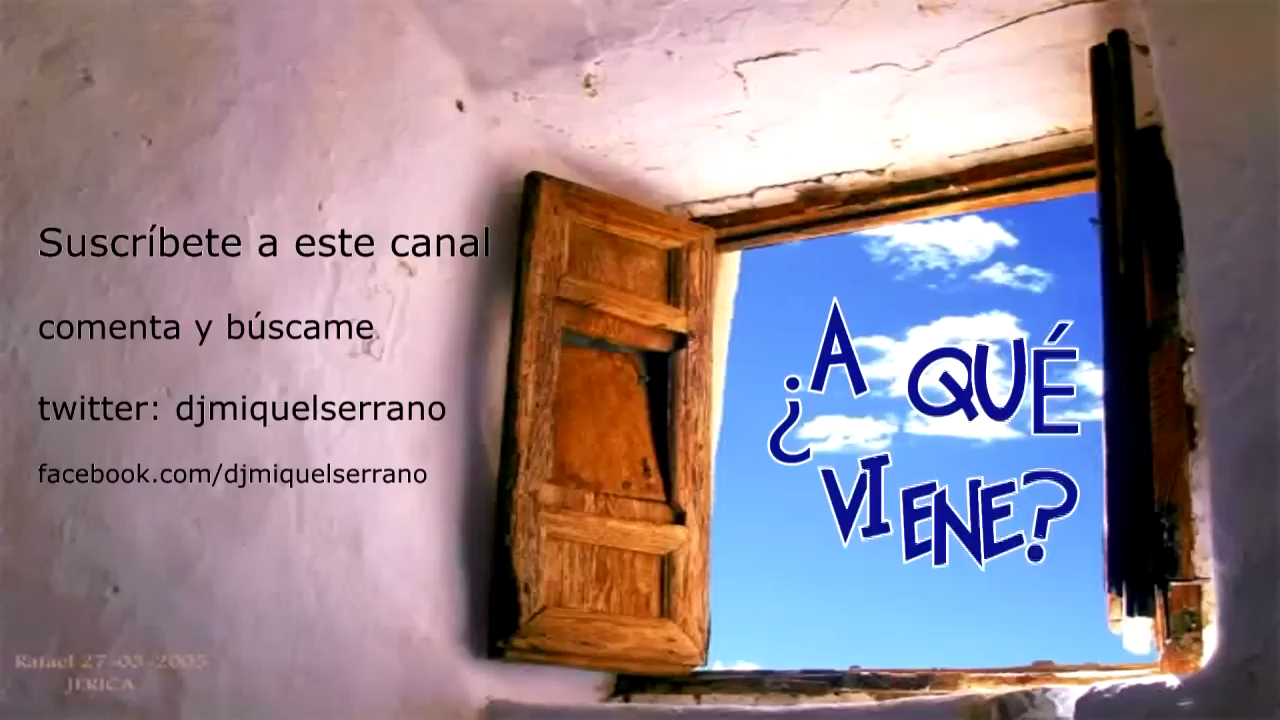 Suscríbete a este canal
comenta y búscame
twitter: djmiquelserrano
facebook.com/djmiquelserrano
¿A QUÉ
VIENE?
Rafael 27-03-2005
JERICA